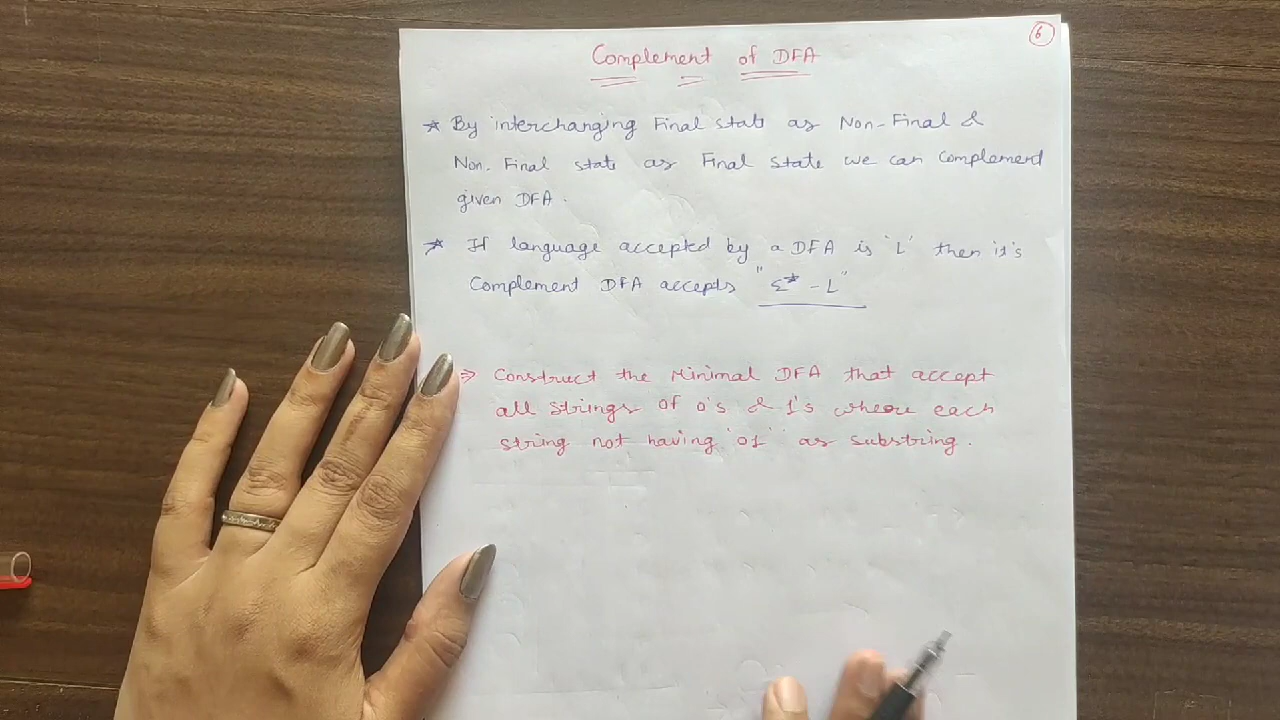 6
Complement of DFA
* By interchanging Final state as Non-Final &
Non-Final state as Final state we can complement
given DFA.
* If language accepted by a DFA is 'L' then it's
Complement DFA accepts "Σ* - L"
⇒ Construct the Minimal DFA that accept
all strings of 0's & 1's where each
string not having '01' as substring.